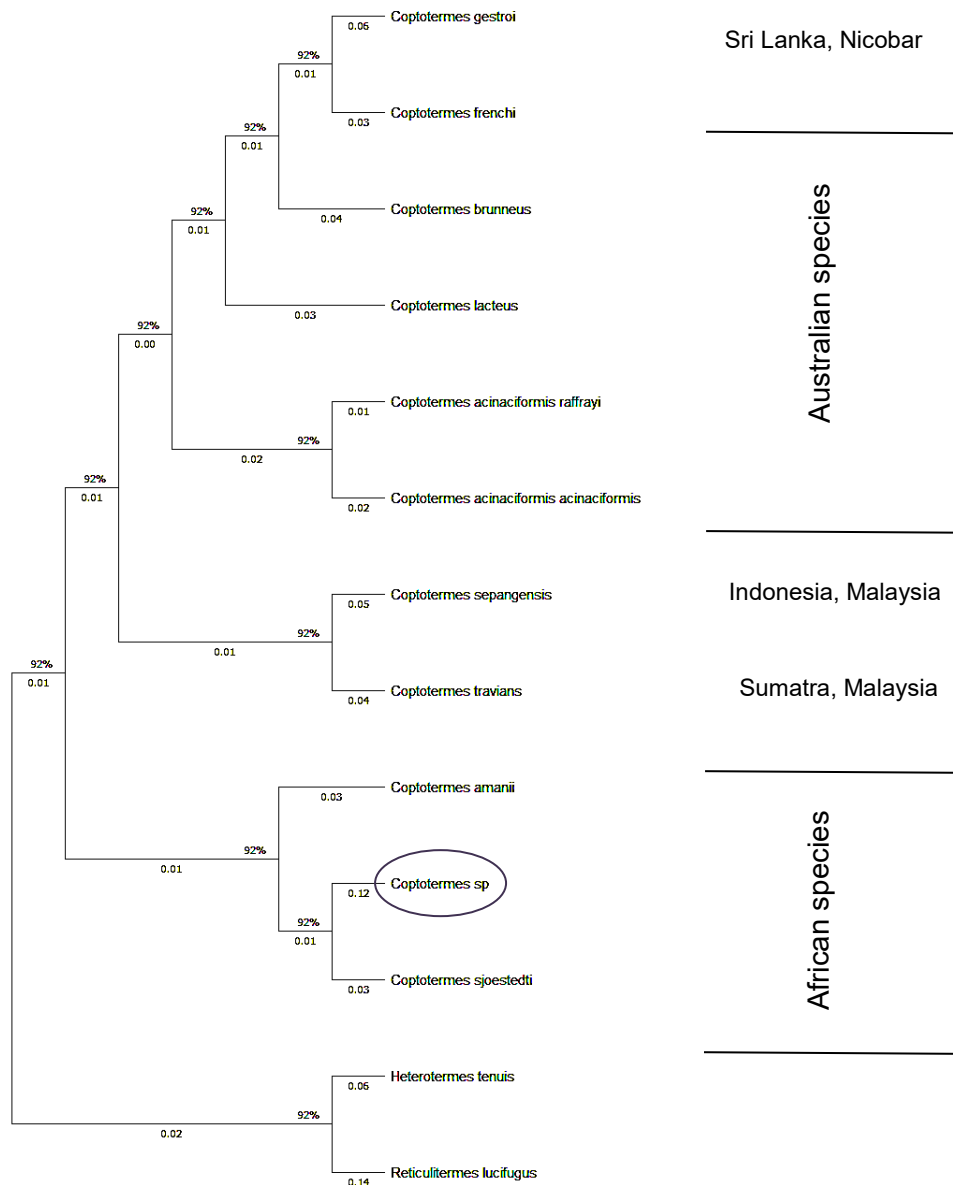 Coptotermes gestroi
0.06
Sri Lanka, Nicobar
92%
0.01
Coptotermes frenchi
0.03
92%
0.01
Coptotermes brunneus
0.04
92%
0.01
Coptotermes lacteus
0.03
Australian species
92%
0.00
Coptotermes acinaciformis raffrayi
0.01
92%
0.02
Coptotermes acinaciformis acinaciformis
0.02
92%
0.01
Coptotermes sepangensis
0.05
Indonesia, Malaysia
92%
0.01
Coptotermes travians
0.04
Sumatra, Malaysia
92%
0.01
Coptotermes amanii
0.03
92%
0.01
Coptotermes sp
0.12
African species
92%
0.01
Coptotermes sjoestedti
0.03
Heterotermes tenuis
0.06
92%
0.02
Reticulitermes lucifugus
0.14